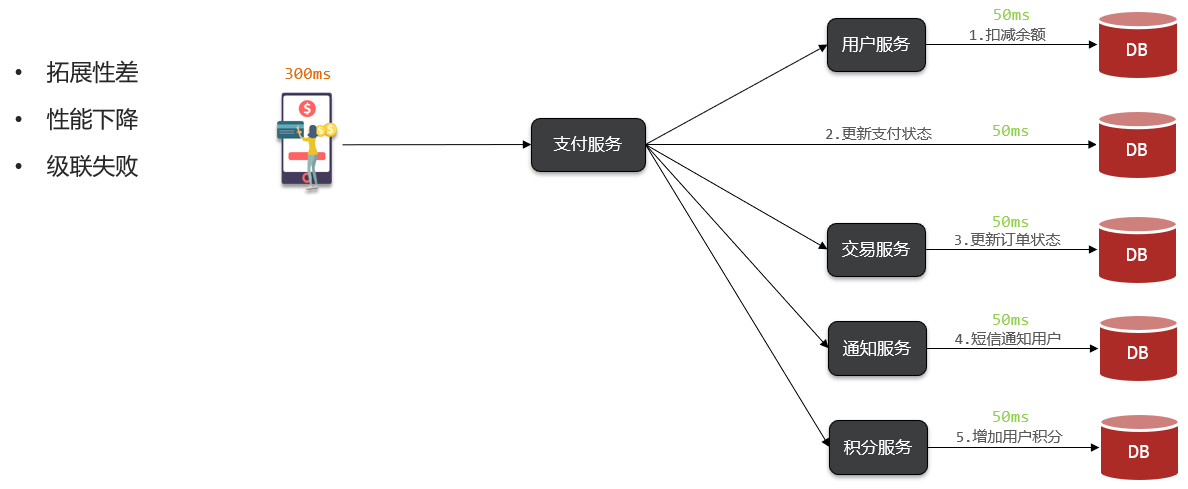 • 拓展性差
• 性能下降
• 级联失败
300ms
支付服务
用户服务
50ms
1.扣减余额
DB
2.更新支付状态
50ms
DB
交易服务
50ms
3.更新订单状态
DB
通知服务
50ms
4.短信通知用户
DB
积分服务
50ms
5.增加用户积分
DB